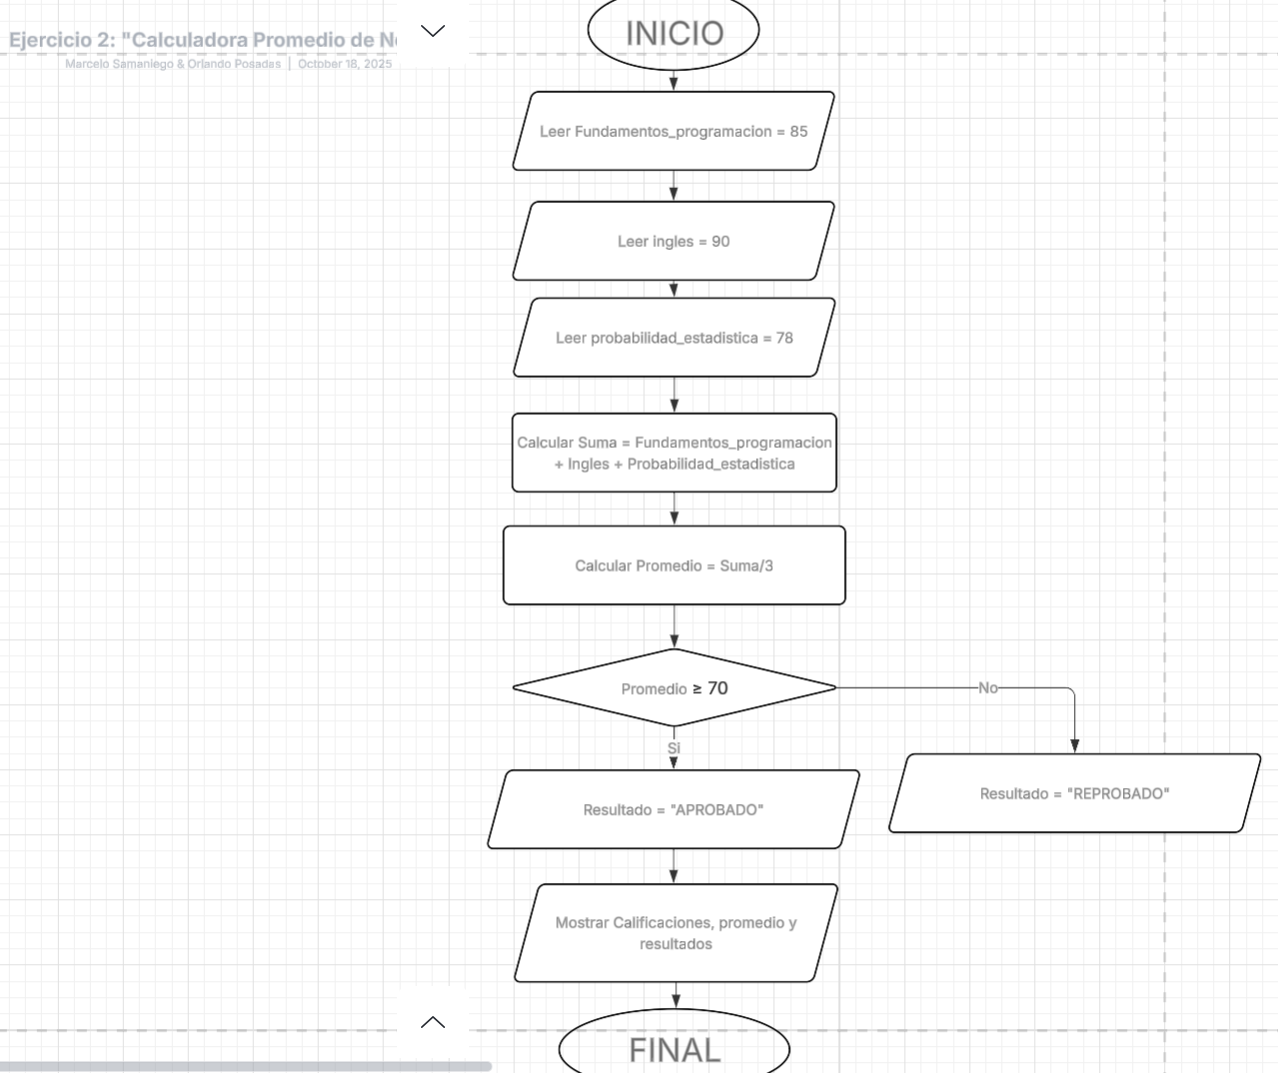 Ejercicio 2: "Calculadora Promedio de
Marcelo Samaniego & Orlando Posadas | October 18, 2025
INICIO
Leer Fundamentos_programacion = 85
Leer ingles = 90
Leer probabilidad_estadistica = 78
Calcular Suma = Fundamentos_programacion
+ Ingles + Probabilidad_estadistica
Calcular Promedio = Suma/3
Promedio ≥ 70
No
Si
Resultado = "APROBADO"
Resultado = "REPROBADO"
Mostrar Calificaciones, promedio y
resultados
FINAL